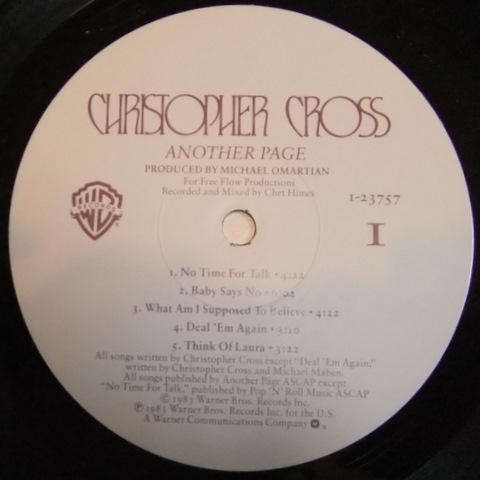 CHRISTOPHER CROSS
ANOTHER PAGE
PRODUCED BY MICHAEL OMARTIAN
For Free Flow Productions
Recorded and Mixed by Chet Himes
1-23757
WB
RECORDS
I
1. No Time For Talk • 4:22
2. Baby Says No • 6:04
3. What Am I Supposed To Believe • 4:22
4. Deal 'Em Again • 3:10
5. Think Of Laura • 3:22
All songs written by Christopher Cross except "Deal 'Em Again,"
written by Christopher Cross and Michael Maben.
All songs published by Another Page ASCAP except
"No Time For Talk," published by Pop 'N' Roll Music ASCAP
© 1983 Warner Bros. Records Inc.
℗ 1983 Warner Bros. Records Inc. for the U.S.
A Warner Communications Company